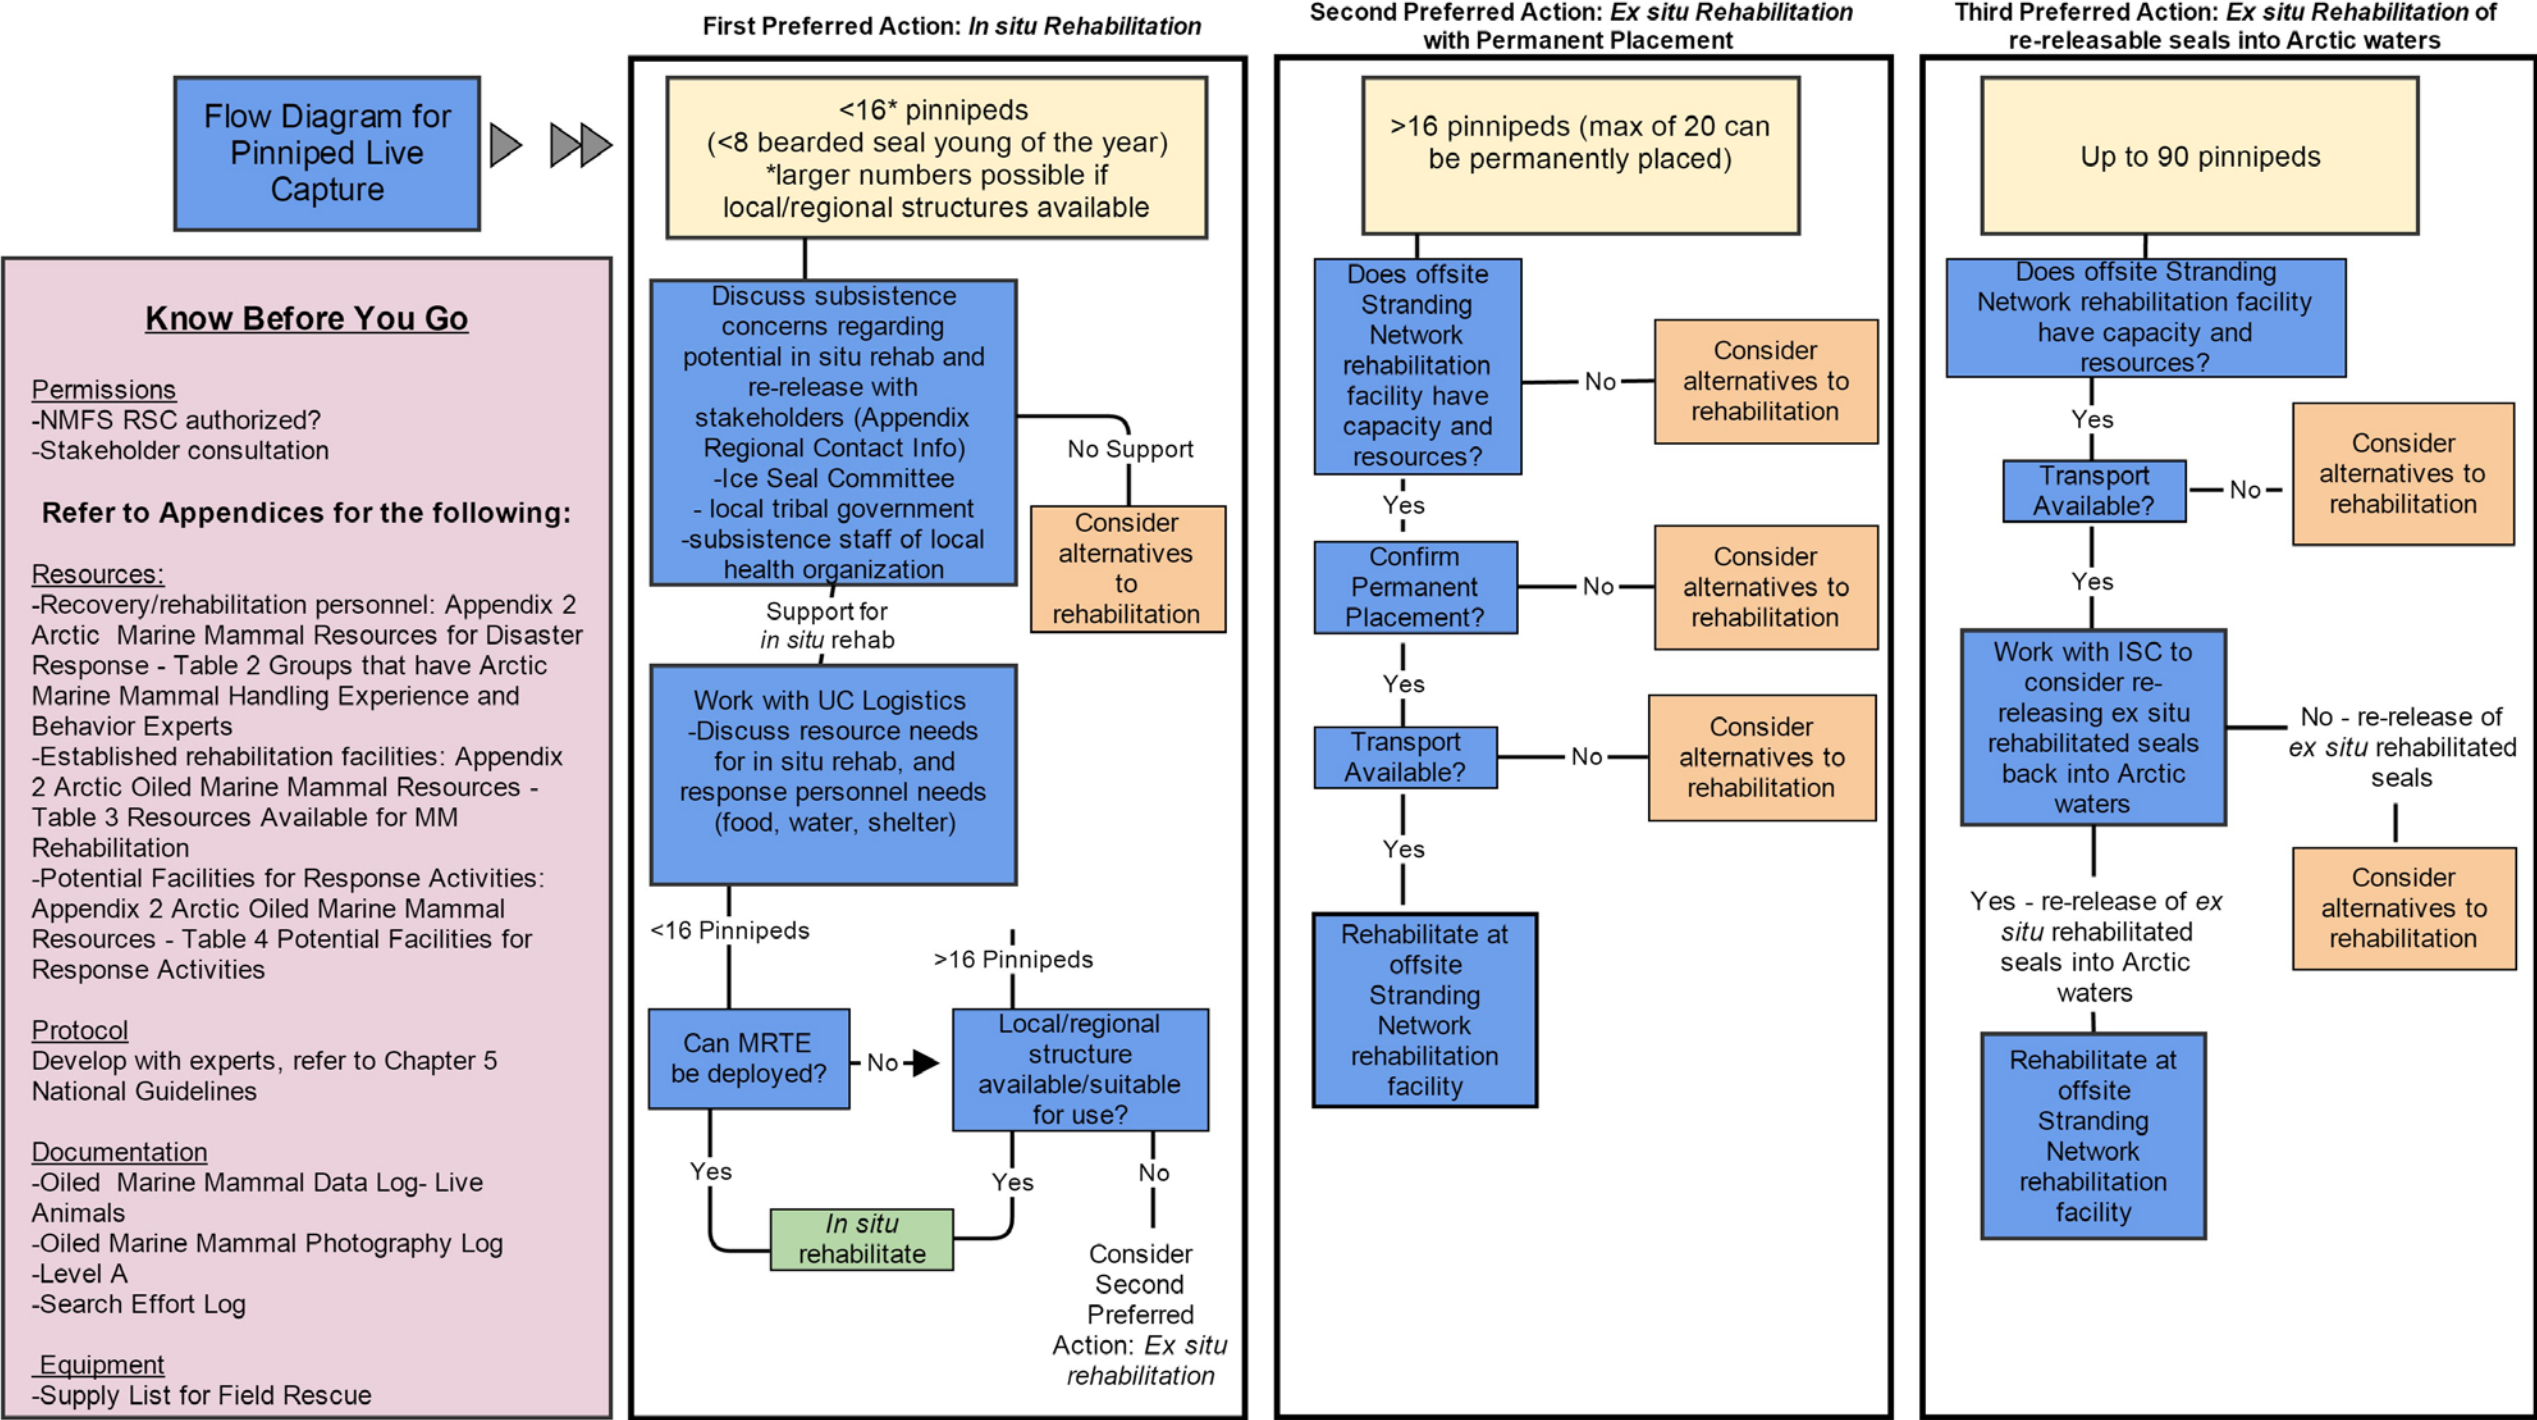 First Preferred Action: In situ Rehabilitation
Second Preferred Action: Ex situ Rehabilitation
with Permanent Placement
Third Preferred Action: Ex situ Rehabilitation of
re-releasable seals into Arctic waters
Flow Diagram for
Pinniped Live
Capture
Know Before You Go
Permissions
-NMFS RSC authorized?
-Stakeholder consultation
Refer to Appendices for the following:
Resources:
-Recovery/rehabilitation personnel: Appendix 2
Arctic  Marine Mammal Resources for Disaster
Response - Table 2 Groups that have Arctic
Marine Mammal Handling Experience and
Behavior Experts
-Established rehabilitation facilities: Appendix
2 Arctic Oiled Marine Mammal Resources -
Table 3 Resources Available for MM
Rehabilitation
-Potential Facilities for Response Activities:
Appendix 2 Arctic Oiled Marine Mammal
Resources - Table 4 Potential Facilities for
Response Activities
Protocol
Develop with experts, refer to Chapter 5
National Guidelines
Documentation
-Oiled  Marine Mammal Data Log- Live
Animals
-Oiled Marine Mammal Photography Log
-Level A
-Search Effort Log
Equipment
-Supply List for Field Rescue
<16* pinnipeds
(<8 bearded seal young of the year)
*larger numbers possible if
local/regional structures available
Discuss subsistence
concerns regarding
potential in situ rehab and
re-release with
stakeholders (Appendix
Regional Contact Info)
-Ice Seal Committee
- local tribal government
-subsistence staff of local
health organization
No Support
Consider
alternatives
to
rehabilitation
Support for
in situ rehab
Work with UC Logistics
-Discuss resource needs
for in situ rehab, and
response personnel needs
(food, water, shelter)
<16 Pinnipeds
>16 Pinnipeds
Can MRTE
be deployed?
No
Local/regional
structure
available/suitable
for use?
Yes
Yes
No
In situ
rehabilitate
Consider
Second
Preferred
Action: Ex situ
rehabilitation
>16 pinnipeds (max of 20 can
be permanently placed)
Does offsite
Stranding
Network
rehabilitation
facility have
capacity and
resources?
No
Consider
alternatives to
rehabilitation
Yes
Confirm
Permanent
Placement?
No
Consider
alternatives to
rehabilitation
Yes
Transport
Available?
No
Consider
alternatives to
rehabilitation
Yes
Rehabilitate at
offsite
Stranding
Network
rehabilitation
facility
Up to 90 pinnipeds
Does offsite Stranding
Network rehabilitation facility
have capacity and
resources?
Yes
Transport
Available?
No
Consider
alternatives to
rehabilitation
Yes
Work with ISC to
consider re-
releasing ex situ
rehabilitated seals
back into Arctic
waters
No - re-release of
ex situ rehabilitated
seals
Consider
alternatives to
rehabilitation
Yes - re-release of ex
situ rehabilitated
seals into Arctic
waters
Rehabilitate at
offsite
Stranding
Network
rehabilitation
facility